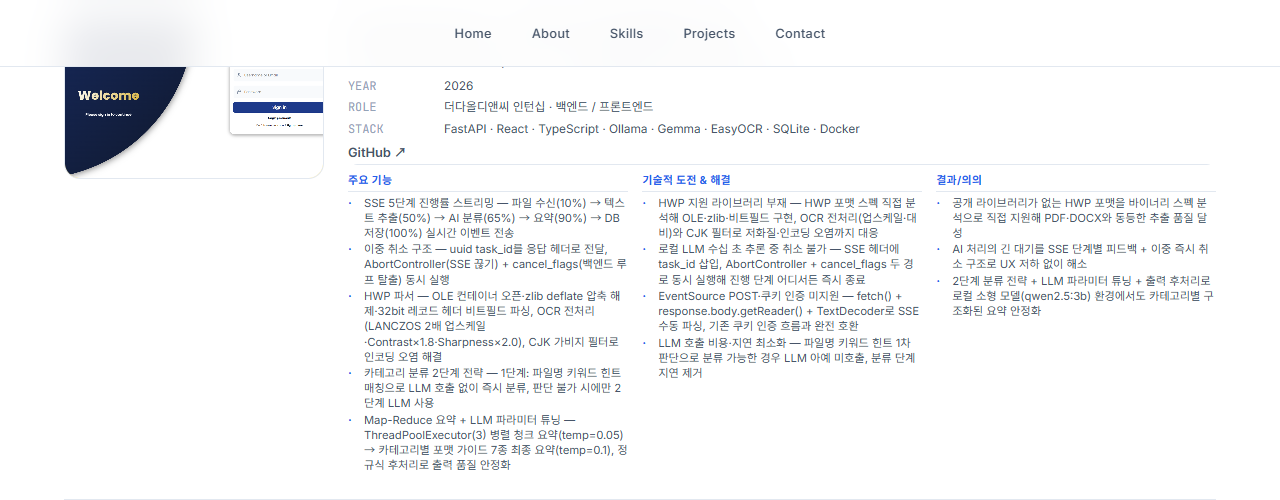 Home
About
Skills
Projects
Contact
Welcome
Please sign in to continue
Sign in
YEAR
2026
ROLE
더다올디앤씨 인턴십 · 백엔드 / 프론트엔드
STACK
FastAPI · React · TypeScript · Ollama · Gemma · EasyOCR · SQLite · Docker
GitHub ↗
주요 기능
· SSE 5단계 진행률 스트리밍 — 파일 수신(10%) → 텍스
트 추출(50%) → AI 분류(65%) → 요약(90%) → DB
저장(100%) 실시간 이벤트 전송
· 이중 취소 구조 — uuid task_id를 응답 헤더로 전달,
AbortController(SSE 끊기) + cancel_flags(백엔드 루
프 탈출) 동시 실행
· HWP 파서 — OLE 컨테이너 오픈·zlib deflate 압축 해
제·32bit 레코드 헤더 비트필드 파싱, OCR 전처리
(LANCZOS 2배 업스케일
·Contrast×1.8·Sharpness×2.0), CJK 가비지 필터로
인코딩 오염 해결
· 카테고리 분류 2단계 전략 — 1단계: 파일명 키워드 힌트
매칭으로 LLM 호출 없이 즉시 분류, 판단 불가 시에만 2
단계 LLM 사용
· Map-Reduce 요약 + LLM 파라미터 튜닝 —
ThreadPoolExecutor(3) 병렬 청크 요약(temp=0.05)
→ 카테고리별 포맷 가이드 7종 최종 요약(temp=0.1), 정
규식 후처리로 출력 품질 안정화
기술적 도전 & 해결
· HWP 지원 라이브러리 부재 — HWP 포맷 스펙 직접 분
석해 OLE·zlib·비트필드 구현, OCR 전처리(업스케일·대
비)와 CJK 필터로 저화질·인코딩 오염까지 대응
· 로컬 LLM 수십 초 추론 중 취소 불가 — SSE 헤더에
task_id 삽입, AbortController + cancel_flags 두 경
로 동시 실행해 진행 단계 어디서든 즉시 종료
· EventSource POST·쿠키 인증 미지원 — fetch() +
response.body.getReader() + TextDecoder로 SSE
수동 파싱, 기존 쿠키 인증 흐름과 완전 호환
· LLM 호출 비용·지연 최소화 — 파일명 키워드 힌트 1차
판단으로 분류 가능한 경우 LLM 아예 미호출, 분류 단계
지연 제거
결과/의의
· 공개 라이브러리가 없는 HWP 포맷을 바이너리 스펙 분
석으로 직접 지원해 PDF·DOCX와 동등한 추출 품질 달
성
· AI 처리의 긴 대기를 SSE 단계별 피드백 + 이중 즉시 취
소 구조로 UX 저하 없이 해소
· 2단계 분류 전략 + LLM 파라미터 튜닝 + 출력 후처리로
로컬 소형 모델(qwen2.5:3b) 환경에서도 카테고리별 구
조화된 요약 안정화